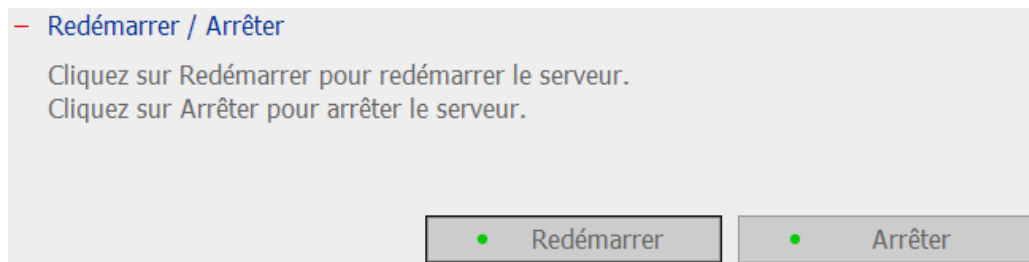 – Redémarrer / Arrêter
Cliquez sur Redémarrer pour redémarrer le serveur.
Cliquez sur Arrêter pour arrêter le serveur.
• Redémarrer • Arrêter